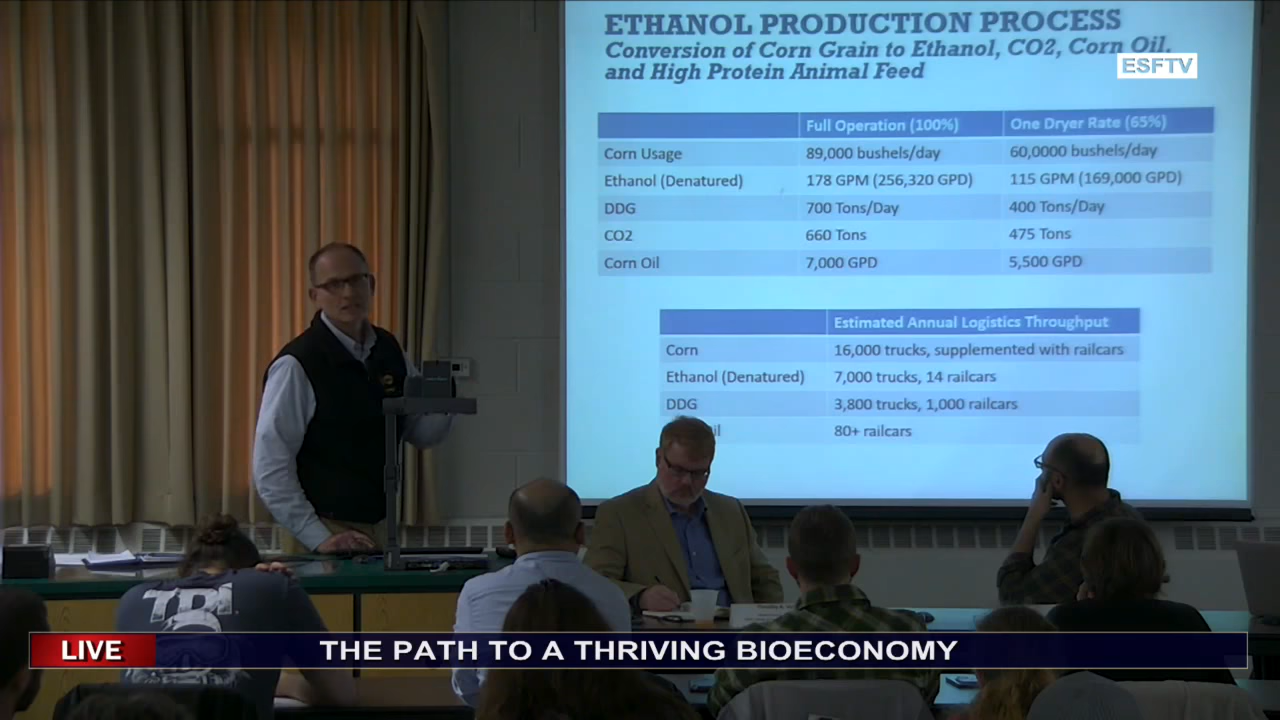 ETHANOL PRODUCTION PROCESS
Conversion of Corn Grain to Ethanol, CO2, Corn Oil,
and High Protein Animal Feed
ESFTV
Full Operation (100%) One Dryer Rate (65%)
Corn Usage 89,000 bushels/day 60,0000 bushels/day
Ethanol (Denatured) 178 GPM (256,320 GPD) 115 GPM (169,000 GPD)
DDG 700 Tons/Day 400 Tons/Day
CO2 660 Tons 475 Tons
Corn Oil 7,000 GPD 5,500 GPD
Estimated Annual Logistics Throughput
Corn 16,000 trucks, supplemented with railcars
Ethanol (Denatured) 7,000 trucks, 14 railcars
DDG 3,800 trucks, 1,000 railcars
il 80+ railcars
TRI
LIVE THE PATH TO A THRIVING BIOECONOMY